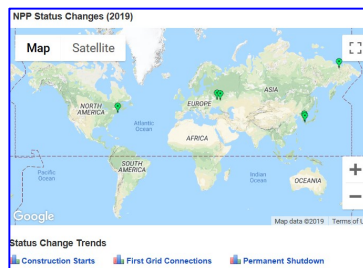 NPP Status Changes (2019)
Map Satellite
NORTH
AMERICA
EUROPE
ASIA
Atlantic
Ocean
AFRICA
Pacific
Ocean
SOUTH
AMERICA
Indian
Ocean
OCEANIA
Google
Map data ©2019 Terms of U
Status Change Trends
Construction Starts First Grid Connections Permanent Shutdown